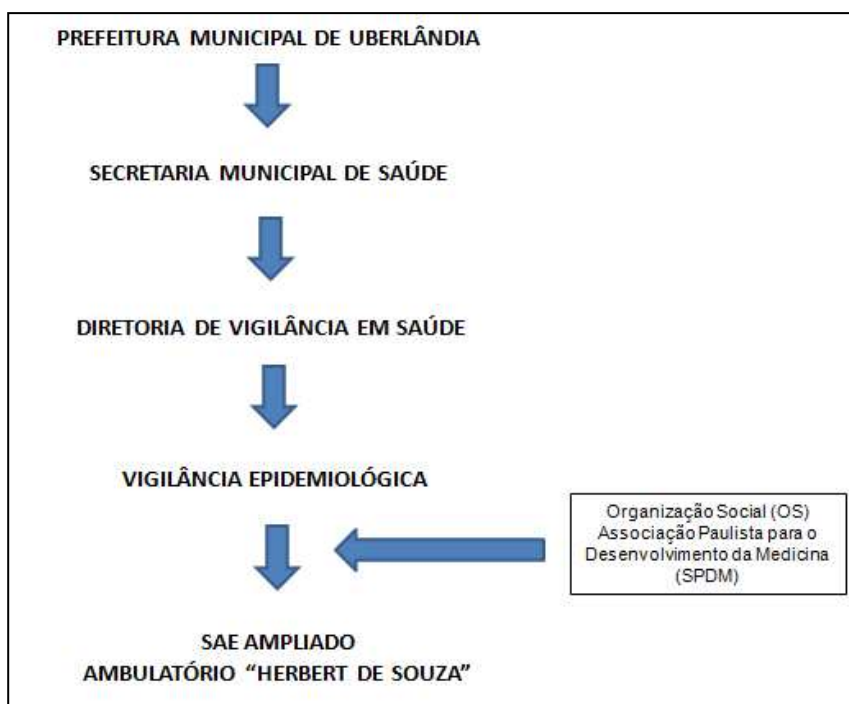 PREFEITURA MUNICIPAL DE UBERLÂNDIA
SECRETARIA MUNICIPAL DE SAÚDE
DIRETORIA DE VIGILÂNCIA EM SAÚDE
VIGILÂNCIA EPIDEMIOLÓGICA
Organização Social (OS)
Associação Paulista para o
Desenvolvimento da Medicina
(SPDM)
SAE AMPLIADO
AMBULATÓRIO “HERBERT DE SOUZA”